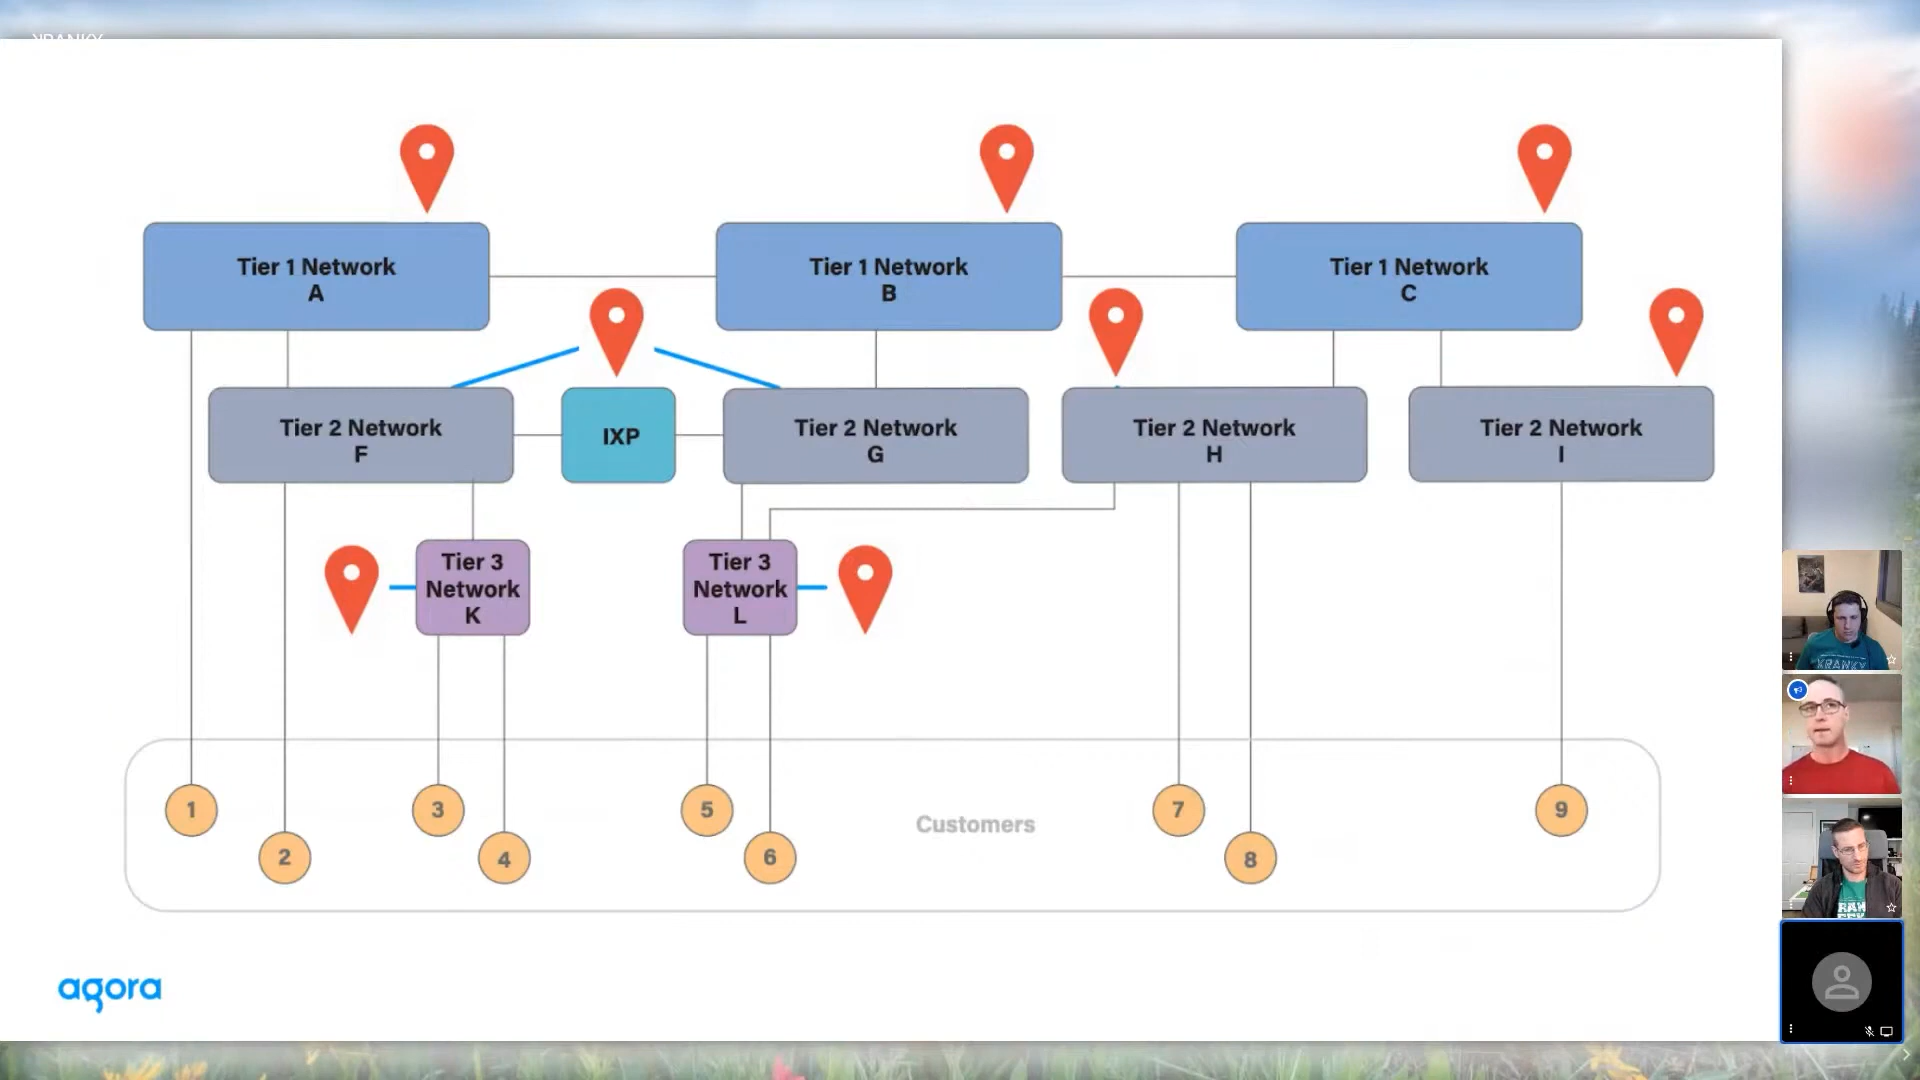 KRANKY
Tier 1 Network
A
Tier 1 Network
B
Tier 1 Network
C
Tier 2 Network
F
IXP
Tier 2 Network
G
Tier 2 Network
H
Tier 2 Network
I
Tier 3
Network
K
Tier 3
Network
L
1
2
3
4
5
6
7
8
9
Customers
agora
KRANKY